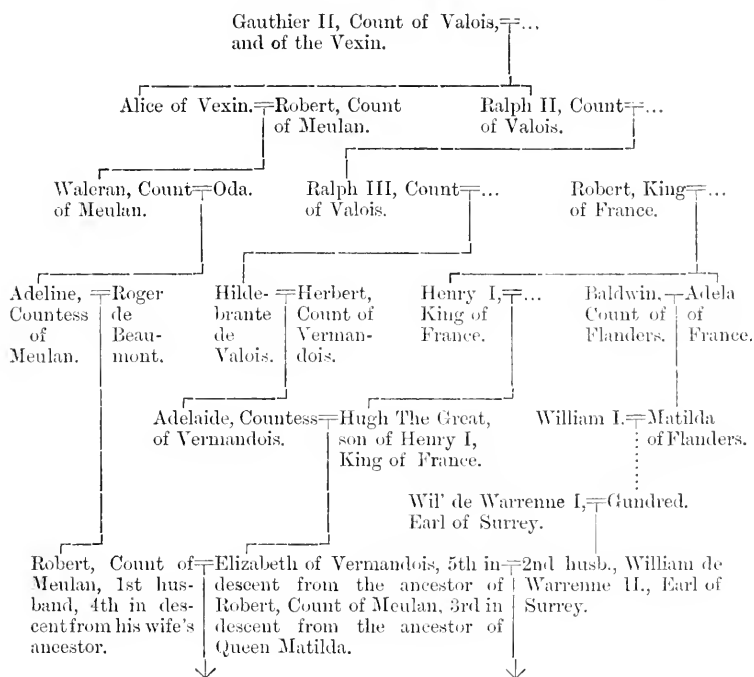 Gauthier II, Count of Valois,=...
and of the Vexin.
Alice of Vexin.=Robert, Count
of Meulan.
Ralph II, Count=...
of Valois.
Waleran, Count=Oda.
of Meulan.
Ralph III, Count=...
of Valois.
Robert, King=...
of France.
Adeline,
Countess
of
Meulan.
=Roger
de
Beau-
mont.
Hilde-
brante
de
Valois.
=Herbert,
Count of
Verman-
dois.
Henry I,=...
King of
France.
Baldwin,
Count of
Flanders.
=Adela
of
France.
Adelaide, Countess
of Vermandois.
=Hugh The Great,
son of Henry I,
King of France.
William I.=Matilda
of Flanders.
Wil' de Warrenne I,=Gundred.
Earl of Surrey.
Robert, Count of
Meulan, 1st hus-
band, 4th in des-
cent from his wife's
ancestor.
=Elizabeth of Vermandois, 5th in
descent from the ancestor of
Robert, Count of Meulan, 3rd in
descent from the ancestor of
Queen Matilda.
=2nd husb., William de
Warrenne II., Earl of
Surrey.